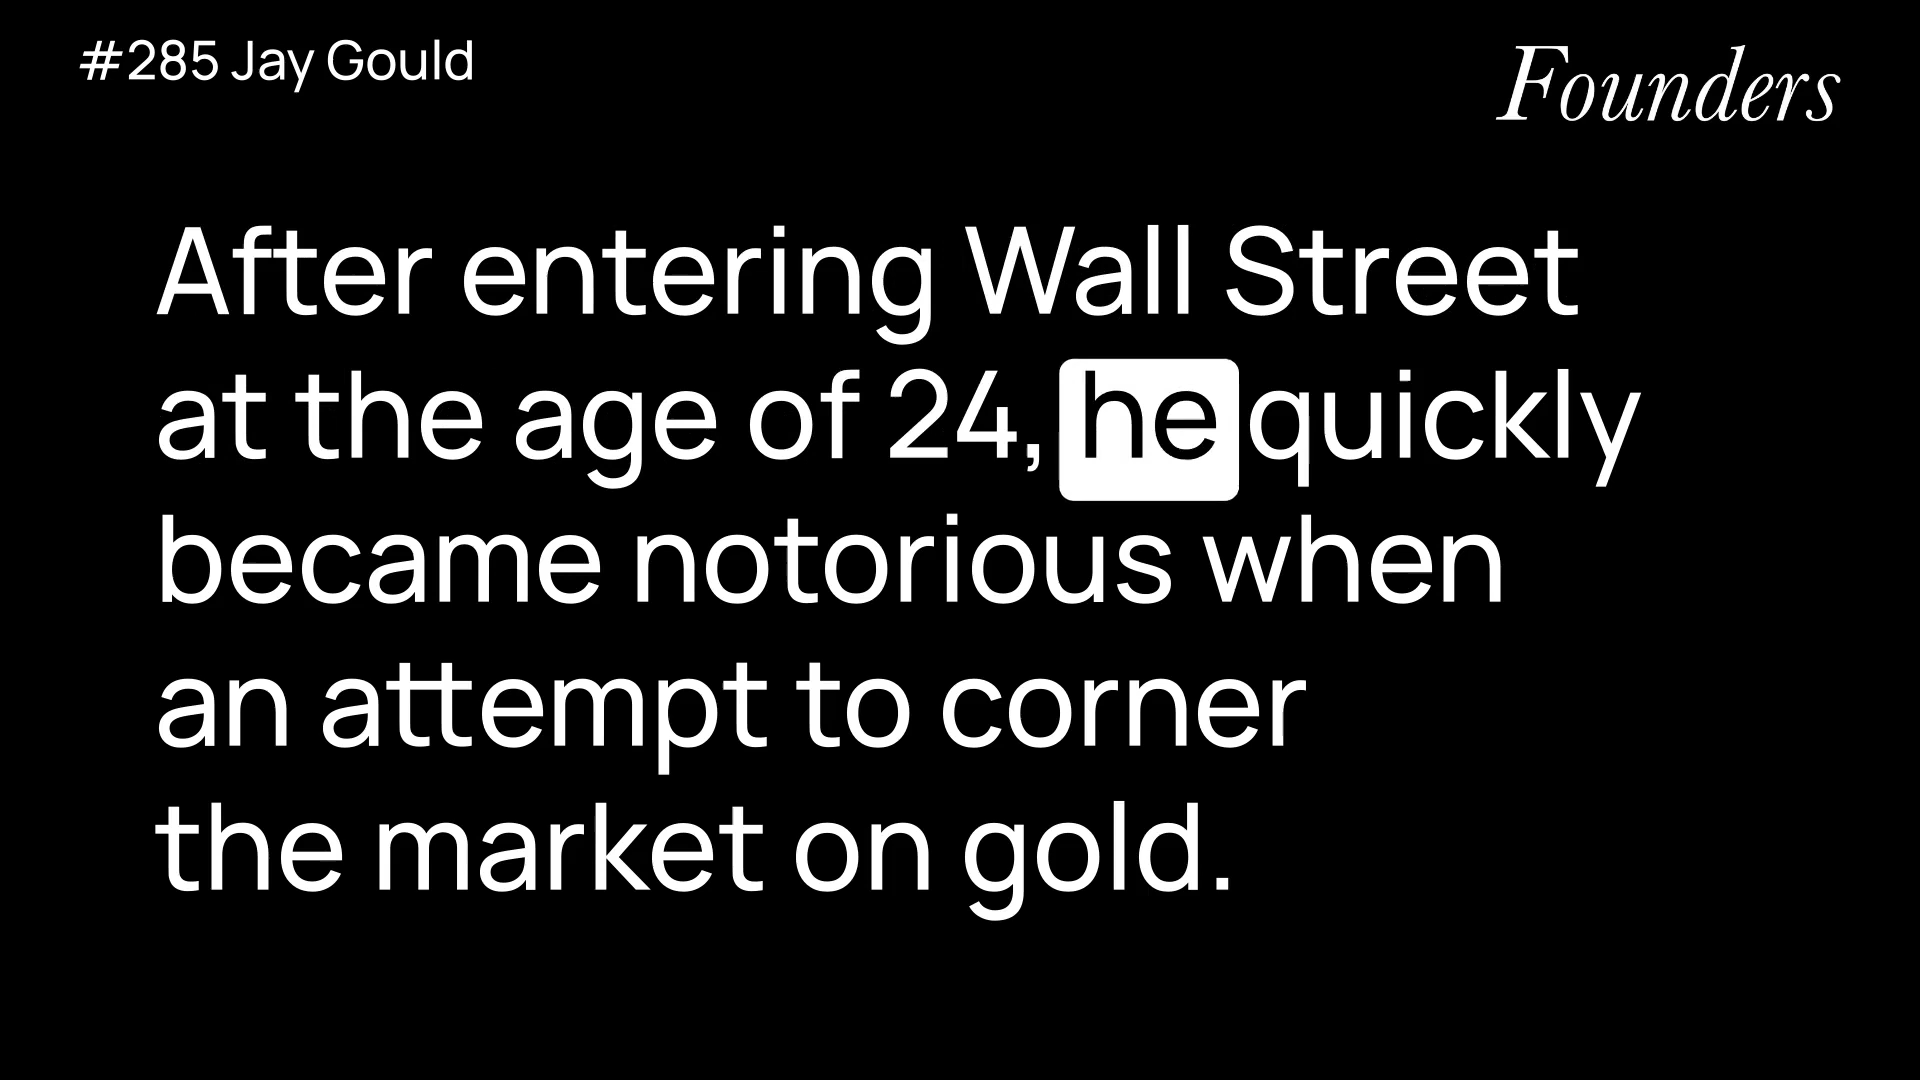 #285 Jay Gould
Founders
After entering Wall Street
at the age of 24, he quickly
became notorious when
an attempt to corner
the market on gold.